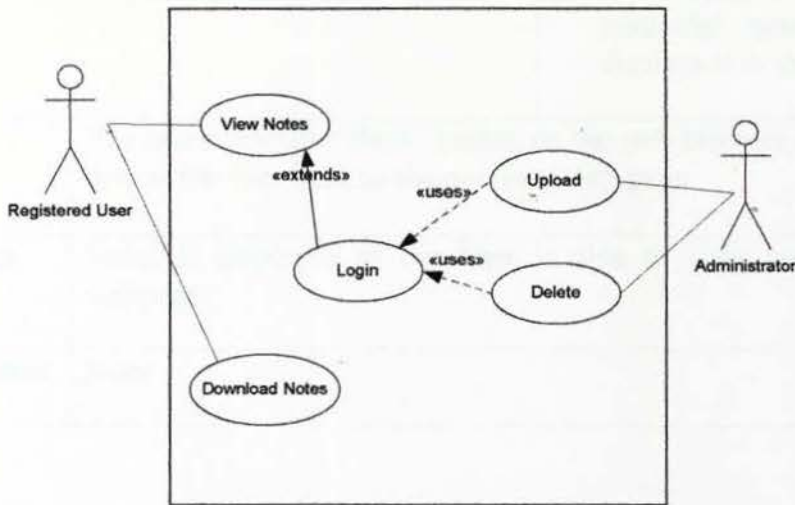 View Notes
«extends»
Registered User
«uses»
Upload
Login
«uses»
Delete
Administrator
Download Notes